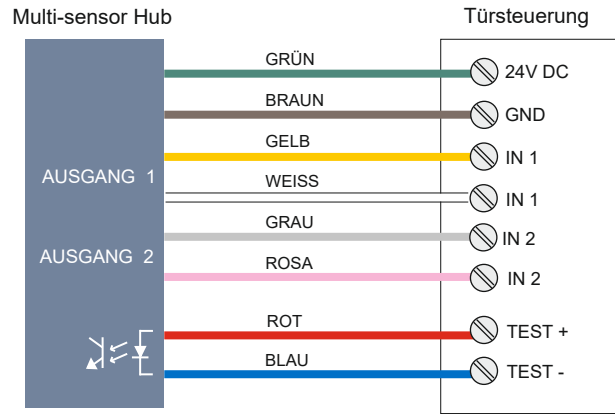 Multi-sensor Hub
Türsteuerung
GRÜN
24V DC
BRAUN
GND
GELB
IN 1
AUSGANG 1
WEISS
IN 1
GRAU
IN 2
AUSGANG 2
ROSA
IN 2
ROT
TEST +
BLAU
TEST -